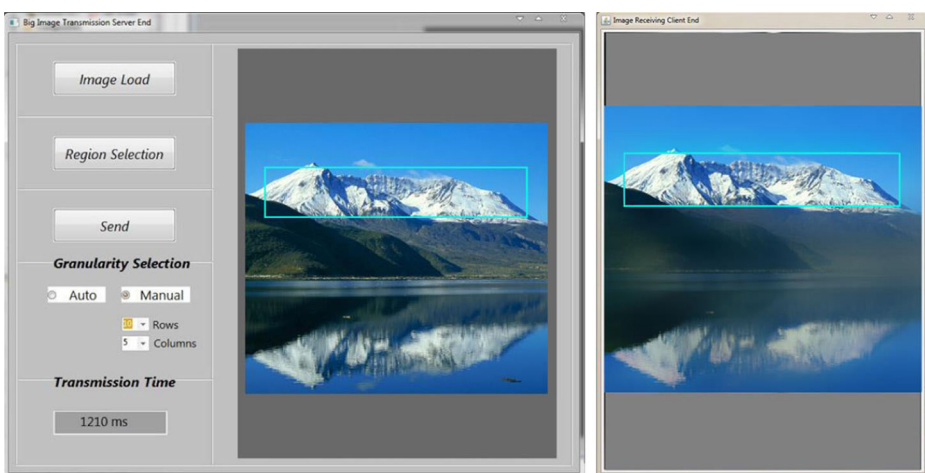 Big Image Transmission Server End
Image Load
Region Selection
Send
Granularity Selection
Auto
Manual
Rows
5 Columns
Transmission Time
1210 ms
Image Receiving Client End